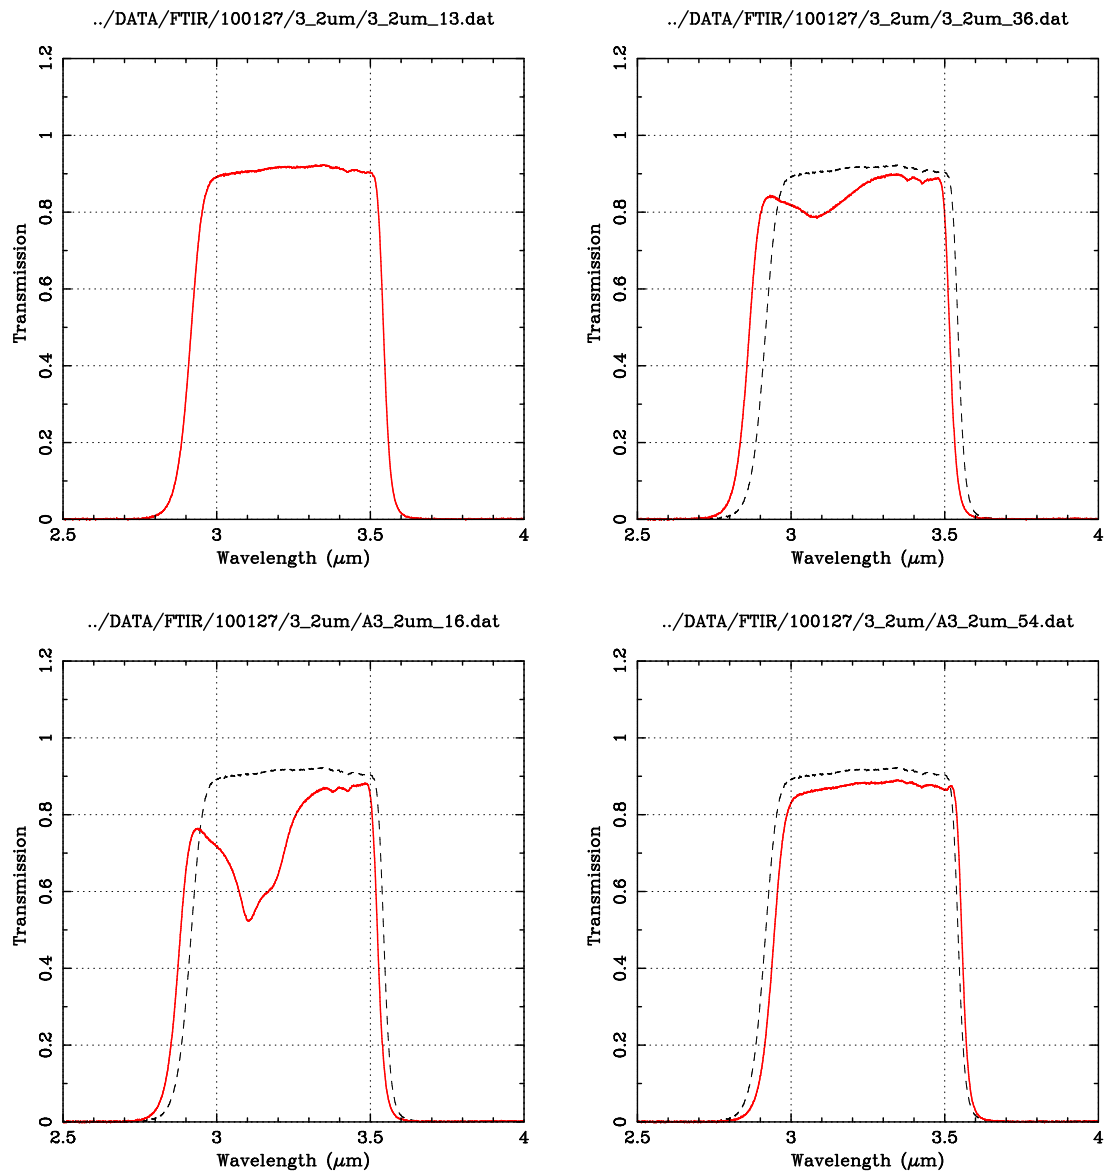 ../DATA/FTIR/100127/3_2um/3_2um_13.dat
1.2
1
0.8
0.6
0.4
0.2
0
Transmission
2.5 3 3.5 4
Wavelength (μm)
../DATA/FTIR/100127/3_2um/3_2um_36.dat
1.2
1
0.8
0.6
0.4
0.2
0
Transmission
2.5 3 3.5 4
Wavelength (μm)
../DATA/FTIR/100127/3_2um/A3_2um_16.dat
1.2
1
0.8
0.6
0.4
0.2
0
Transmission
2.5 3 3.5 4
Wavelength (μm)
../DATA/FTIR/100127/3_2um/A3_2um_54.dat
1.2
1
0.8
0.6
0.4
0.2
0
Transmission
2.5 3 3.5 4
Wavelength (μm)